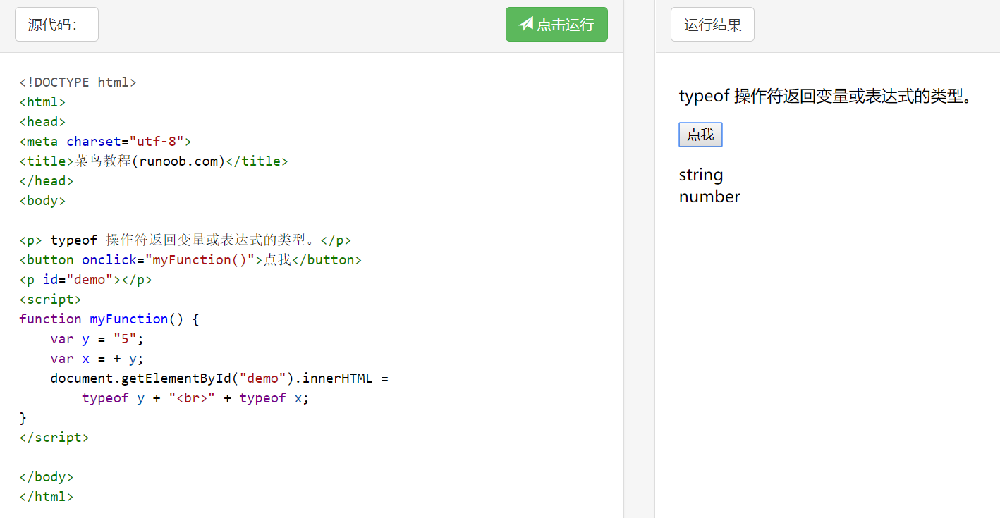 源代码：
点击运行
<!DOCTYPE html>
<html>
<head>
<meta charset="utf-8">
<title>菜鸟教程(runoob.com)</title>
</head>
<body>
<p> typeof 操作符返回变量或表达式的类型。</p>
<button onclick="myFunction()">点我</button>
<p id="demo"></p>
<script>
function myFunction() {
    var y = "5";
    var x = + y;
    document.getElementById("demo").innerHTML =
        typeof y + "<br>" + typeof x;
}
</script>
</body>
</html>
运行结果
typeof 操作符返回变量或表达式的类型。
点我
string
number